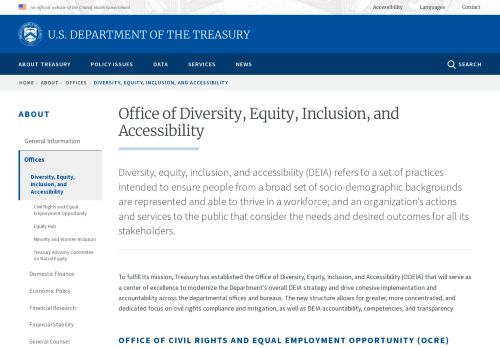 An official website of the United States Government
Accessibility Languages Contact
U.S. DEPARTMENT OF THE TREASURY
ABOUT TREASURY POLICY ISSUES DATA SERVICES NEWS SEARCH
HOME › ABOUT › OFFICES › DIVERSITY, EQUITY, INCLUSION, AND ACCESSIBILITY
ABOUT
General Information
Offices
Diversity, Equity,
Inclusion, and
Accessibility
Civil Rights and Equal
Employment Opportunity
Equity Hub
Minority and Women Inclusion
Treasury Advisory Committee
on Racial Equity
Domestic Finance
Economic Policy
Financial Research
Financial Stability
General Counsel
Office of Diversity, Equity, Inclusion, and
Accessibility
Diversity, equity, inclusion, and accessibility (DEIA) refers to a set of practices
intended to ensure people from a broad set of socio-demographic backgrounds
are represented and able to thrive in a workforce; and an organization's actions
and services to the public that consider the needs and desired outcomes for all its
stakeholders.
To fulfill its mission, Treasury has established the Office of Diversity, Equity, Inclusion, and Accessibility (ODEIA) that will serve as
a center of excellence to modernize the Department's overall DEIA strategy and drive cohesive implementation and
accountability across the departmental offices and bureaus. The new structure allows for greater, more concentrated, and
dedicated focus on civil rights compliance and mitigation, as well as DEIA accountability, competencies, and transparency.
OFFICE OF CIVIL RIGHTS AND EQUAL EMPLOYMENT OPPORTUNITY (OCRE)